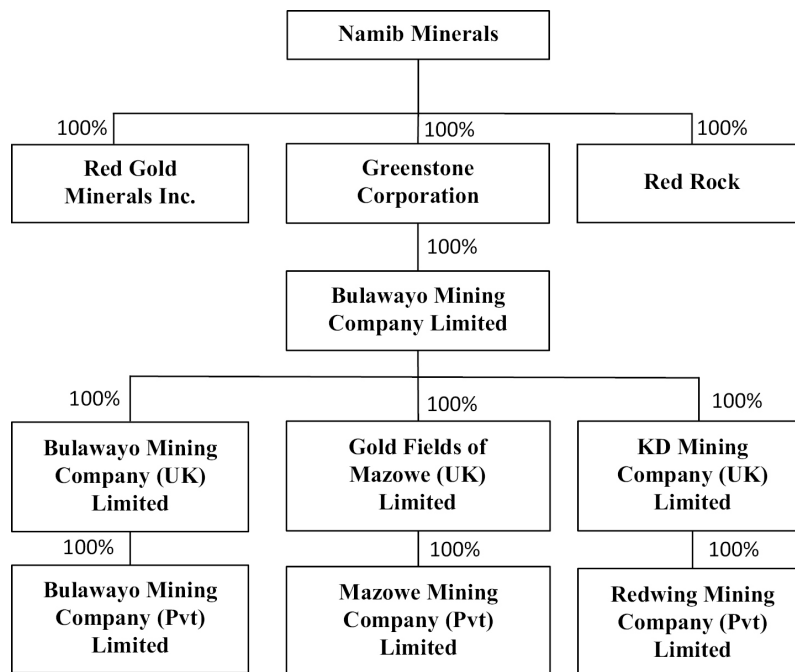 Namib Minerals
100%
100%
100%
Red Gold
Minerals Inc.
Greenstone
Corporation
Red Rock
100%
Bulawayo Mining
Company Limited
100%
100%
100%
Bulawayo Mining
Company (UK)
Limited
Gold Fields of
Mazowe (UK)
Limited
KD Mining
Company (UK)
Limited
100%
100%
100%
Bulawayo Mining
Company (Pvt)
Limited
Mazowe Mining
Company (Pvt)
Limited
Redwing Mining
Company (Pvt)
Limited